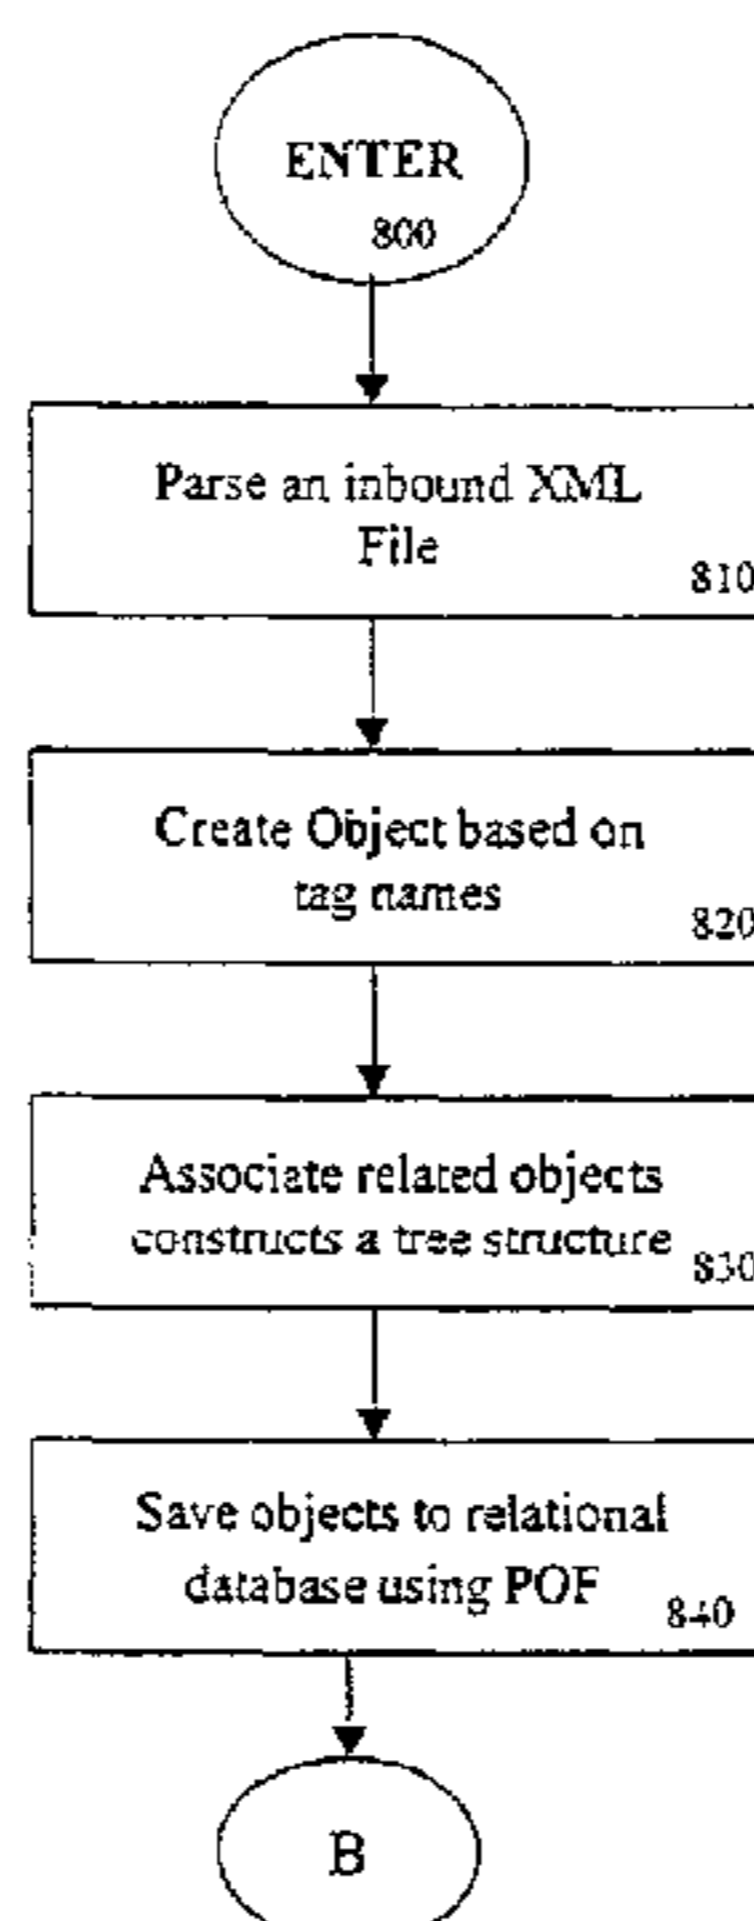 ENTER
800
Parse an inbound XML
File
810
Create Object based on
tag names
820
Associate related objects
constructs a tree structure
830
Save objects to relational
database using POF
840
B